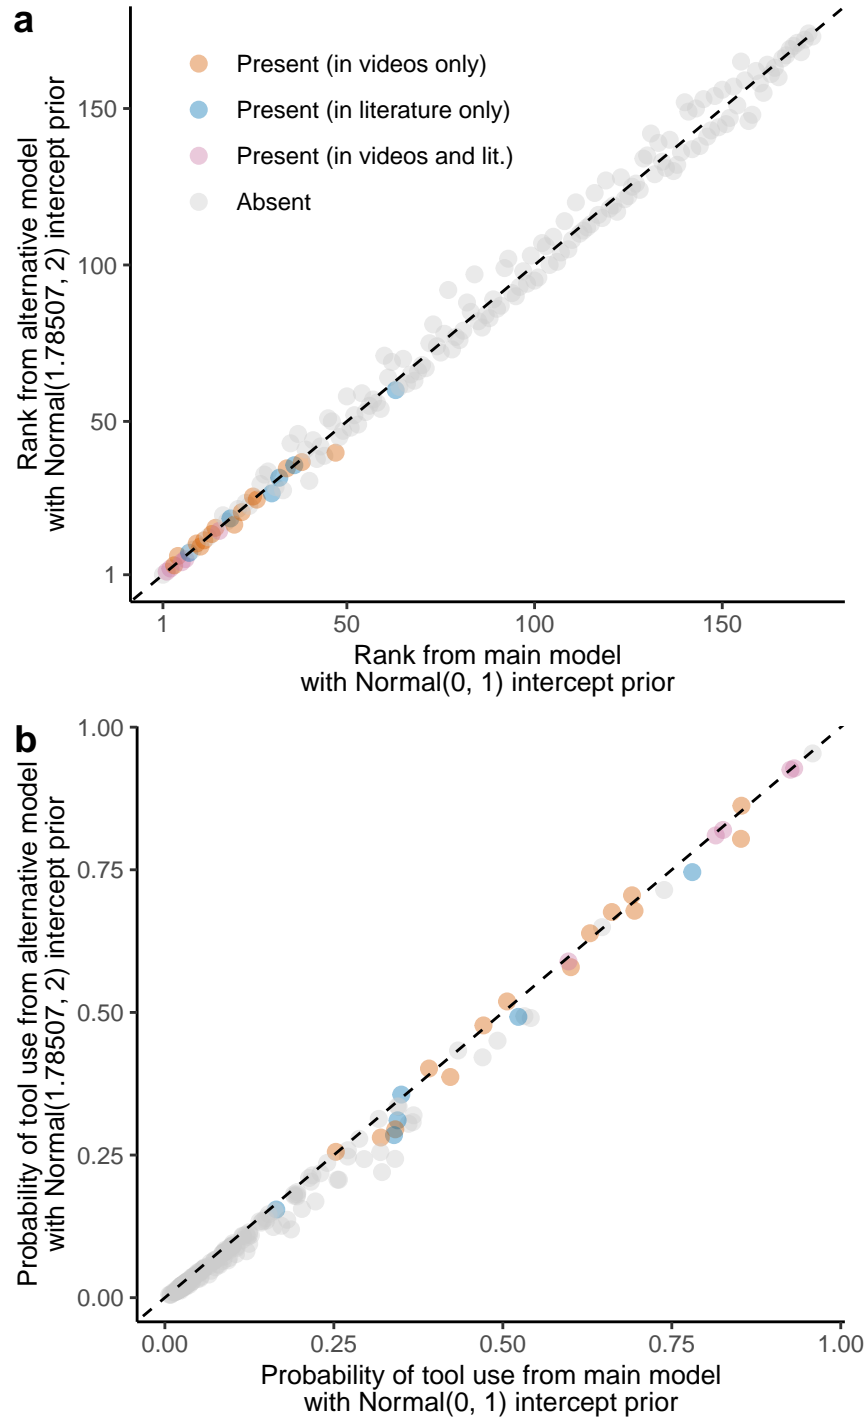 a
Present (in videos only)
Present (in literature only)
Present (in videos and lit.)
Absent
Rank from alternative model
with Normal(1.78507, 2) intercept prior
150
100
50
1
1 50 100 150
Rank from main model
with Normal(0, 1) intercept prior
b
Probability of tool use from alternative model
with Normal(1.78507, 2) intercept prior
1.00
0.75
0.50
0.25
0.00
0.00 0.25 0.50 0.75 1.00
Probability of tool use from main model
with Normal(0, 1) intercept prior